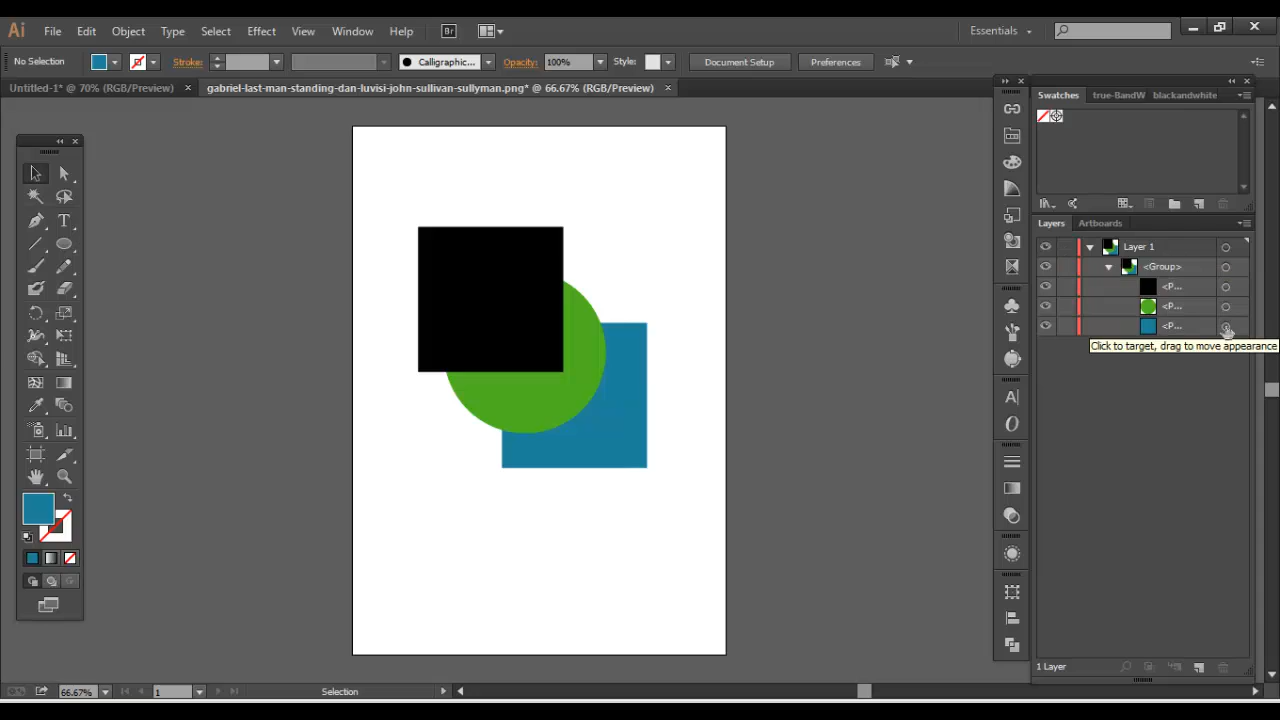 Ai File Edit Object Type Select Effect View Window Help Br Essentials
No Selection Stroke: Calligraphic... Opacity: 100% Style: Document Setup Preferences
Untitled-1* @ 70% (RGB/Preview) × gabriel-last-man-standing-dan-luvisi-john-sullivan-sullyman.png* @ 66.67% (RGB/Preview) ×
Swatches true-BandW blackandwhite
Layers Artboards
Layer 1
<Group>
<P...
<P...
<P...
Click to target, drag to move appearance
1 Layer
66.67% 1 Selection